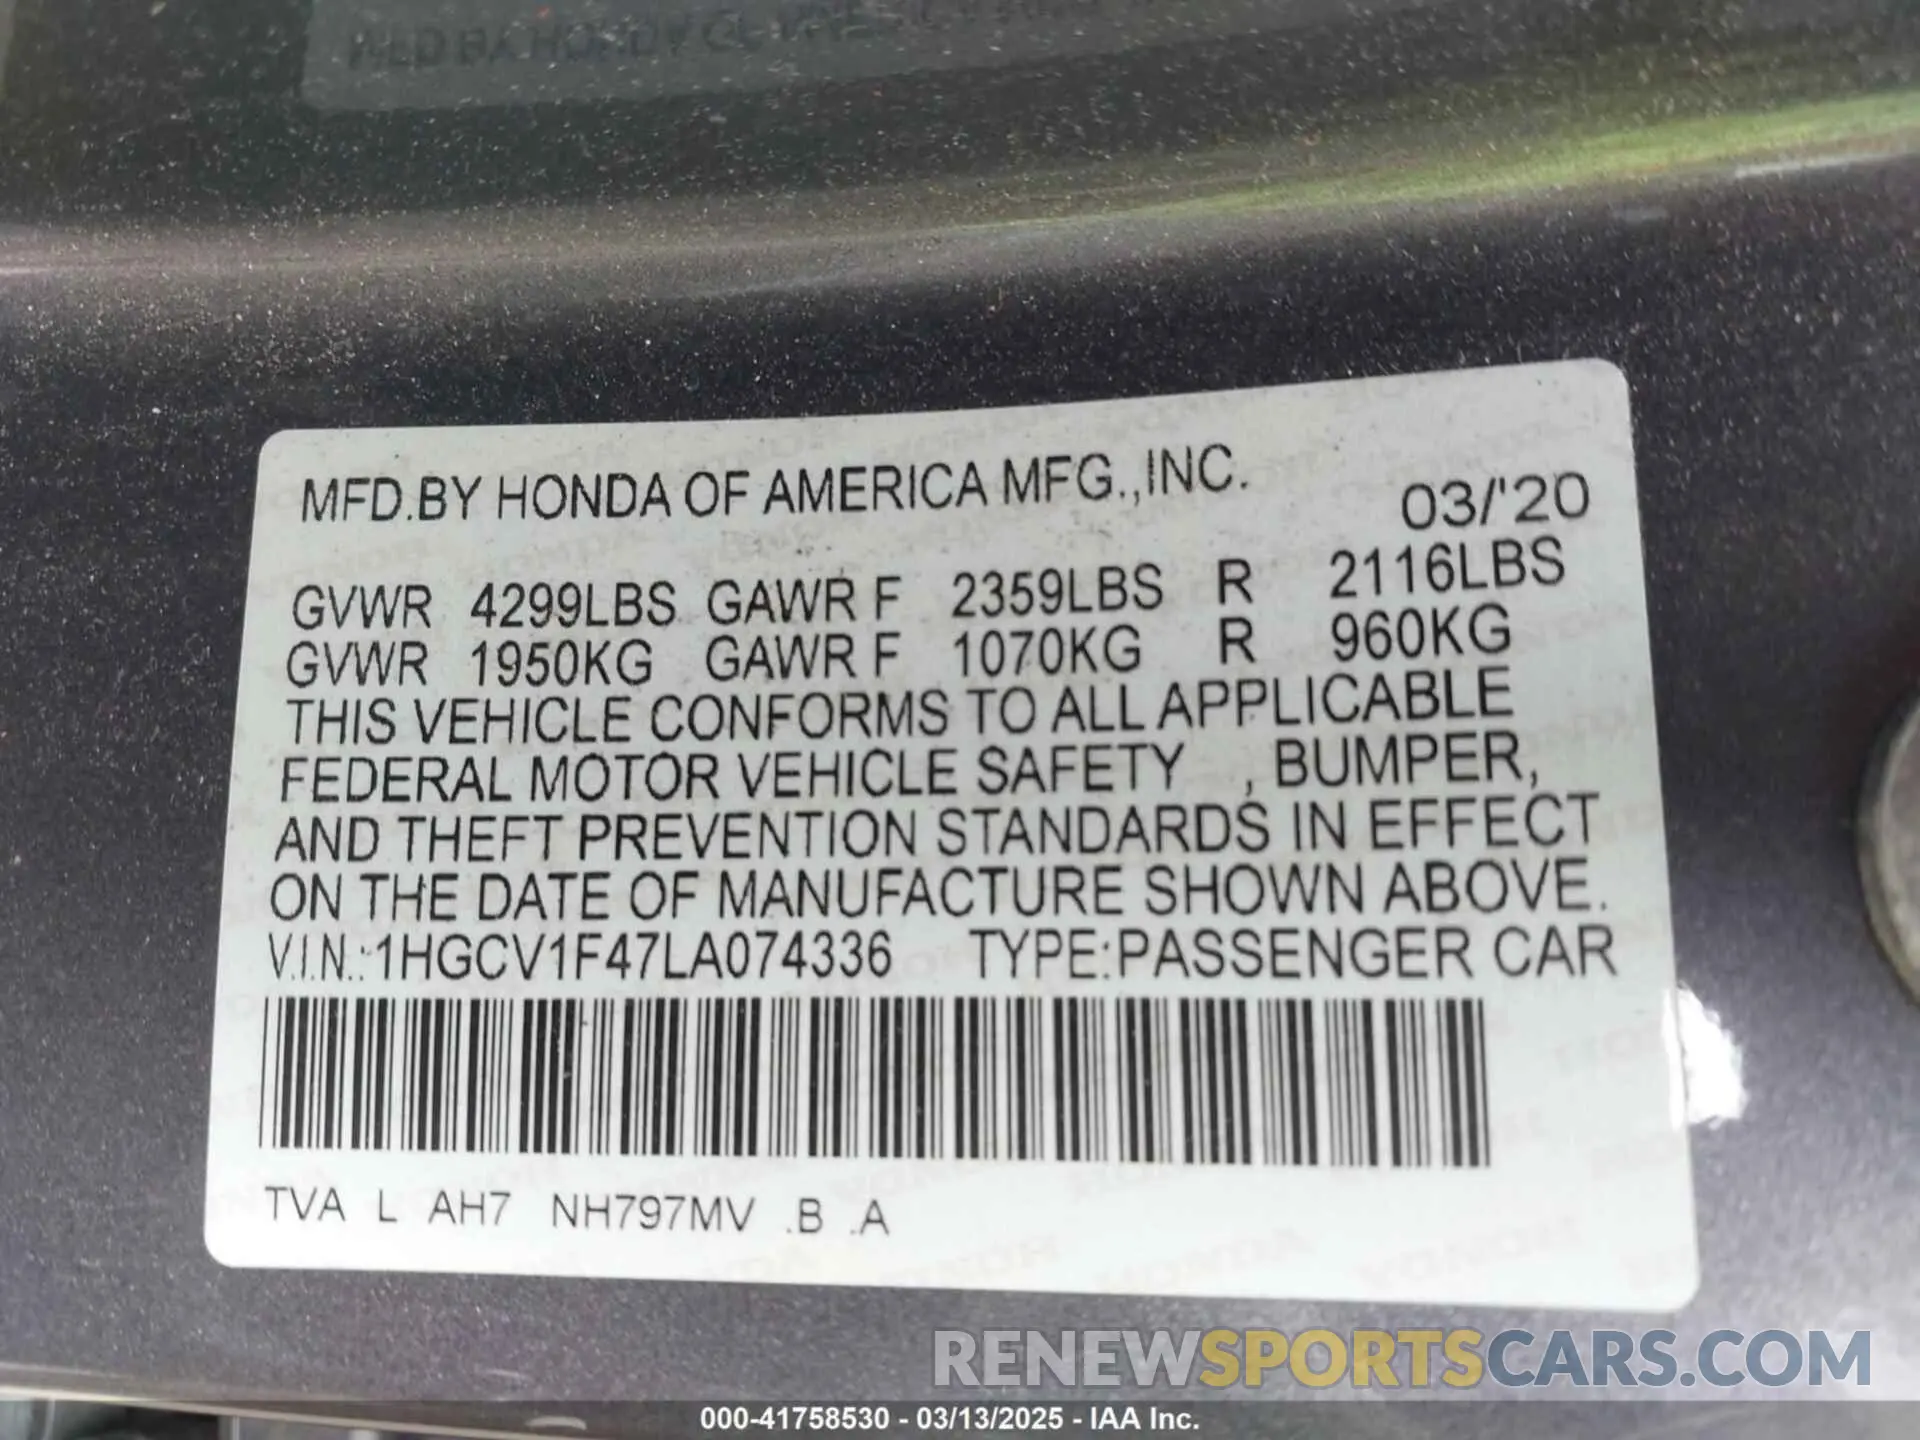 MFD.BY HONDA OF AMERICA MFG.,INC. 03/'20
GVWR 4299LBS GAWR F 2359LBS R 2116LBS
GVWR 1950KG GAWR F 1070KG R 960KG
THIS VEHICLE CONFORMS TO ALL APPLICABLE
FEDERAL MOTOR VEHICLE SAFETY , BUMPER,
AND THEFT PREVENTION STANDARDS IN EFFECT
ON THE DATE OF MANUFACTURE SHOWN ABOVE.
V.I.N.:1HGCV1F47LA074336 TYPE:PASSENGER CAR
TVA L AH7 NH797MV .B .A
RENEWSPORTSCARS.COM
000-41758530 - 03/13/2025 - IAA Inc.